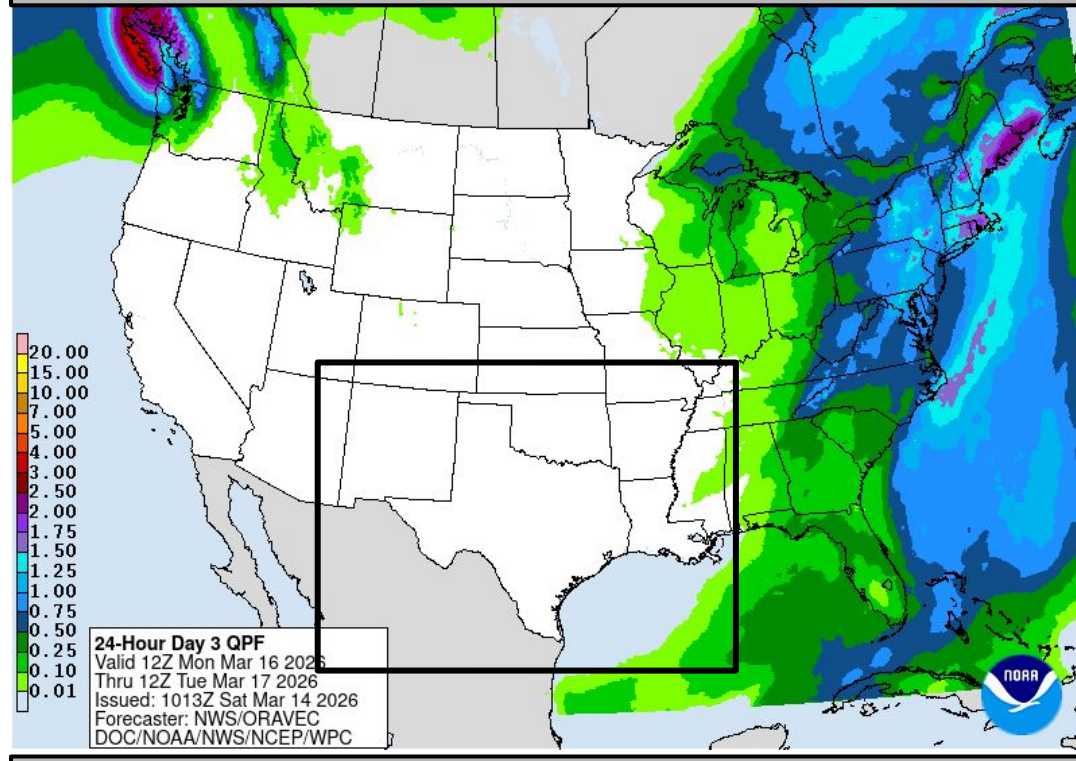 20.00
15.00
10.00
7.00
5.00
4.00
3.00
2.50
2.00
1.75
1.50
1.25
1.00
0.75
0.50
0.25
0.10
0.01
24-Hour Day 3 QPF
Valid 12Z Mon Mar 16 2026
Thru 12Z Tue Mar 17 2026
Issued: 1013Z Sat Mar 14 2026
Forecaster: NWS/ORAVEC
DOC/NOAA/NWS/NCEP/WPC
NOAA